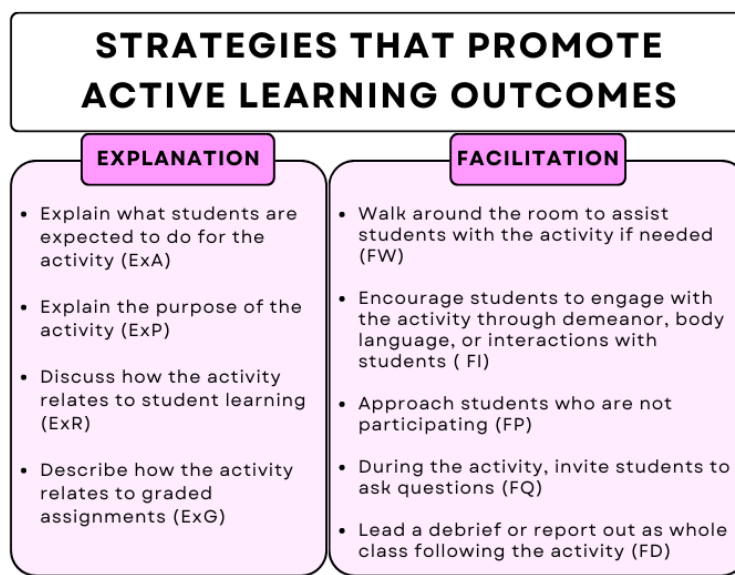 STRATEGIES THAT PROMOTE
ACTIVE LEARNING OUTCOMES
EXPLANATION
• Explain what students are
expected to do for the
activity (ExA)
• Explain the purpose of the
activity (ExP)
• Discuss how the activity
relates to student learning
(ExR)
• Describe how the activity
relates to graded
assignments (ExG)
FACILITATION
• Walk around the room to assist
students with the activity if needed
(FW)
• Encourage students to engage with
the activity through demeanor, body
language, or interactions with
students ( FI)
• Approach students who are not
participating (FP)
• During the activity, invite students to
ask questions (FQ)
• Lead a debrief or report out as whole
class following the activity (FD)